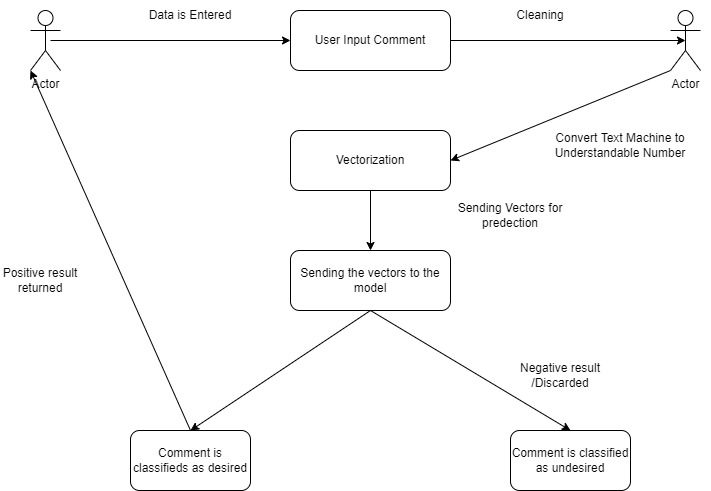 Data is Entered
Cleaning
User Input Comment
Actor
Actor
Convert Text Machine to
Understandable Number
Vectorization
Sending Vectors for
predection
Sending the vectors to the
model
Positive result
returned
Negative result
/Discarded
Comment is
classifieds as desired
Comment is classified
as undesired